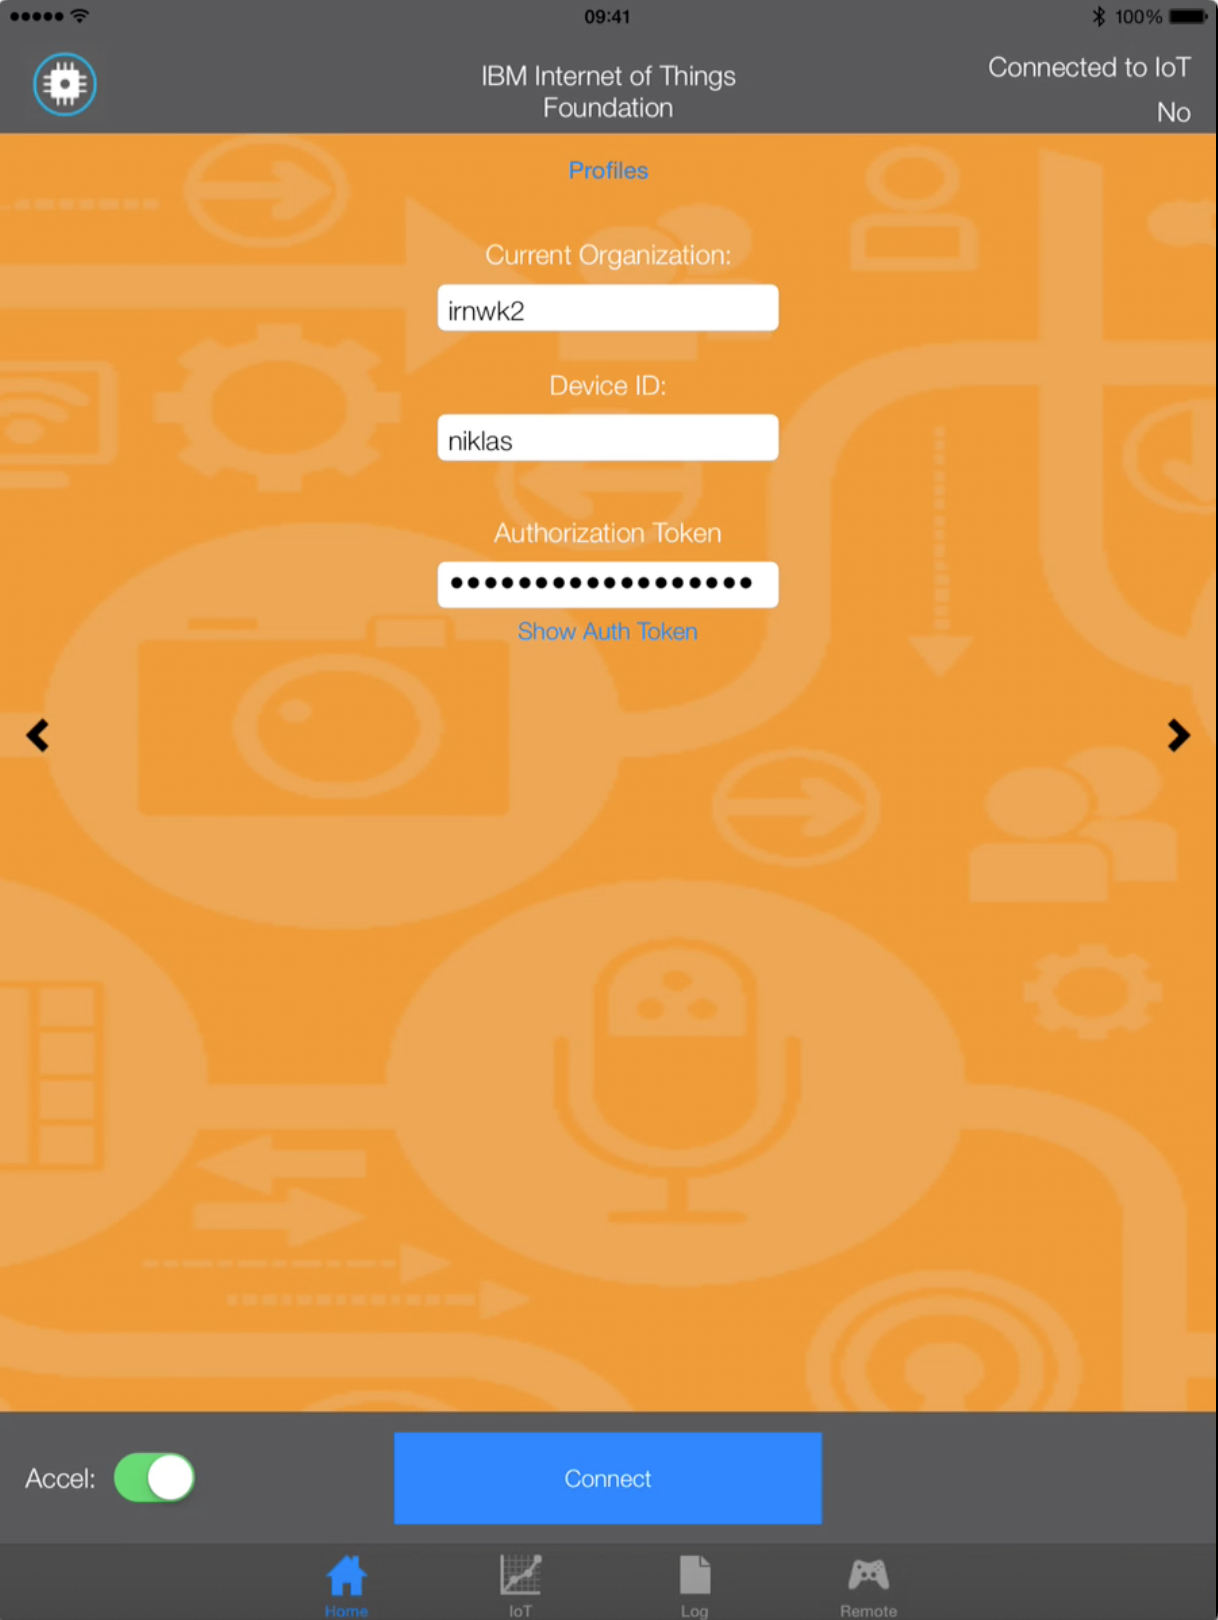 09:41
100%
IBM Internet of Things
Foundation
Connected to IoT
No
Profiles
Current Organization:
irnwk2
Device ID:
niklas
Authorization Token
••••••••••••••••••
Show Auth Token
Accel:
Connect
Home
IoT
Log
Remote